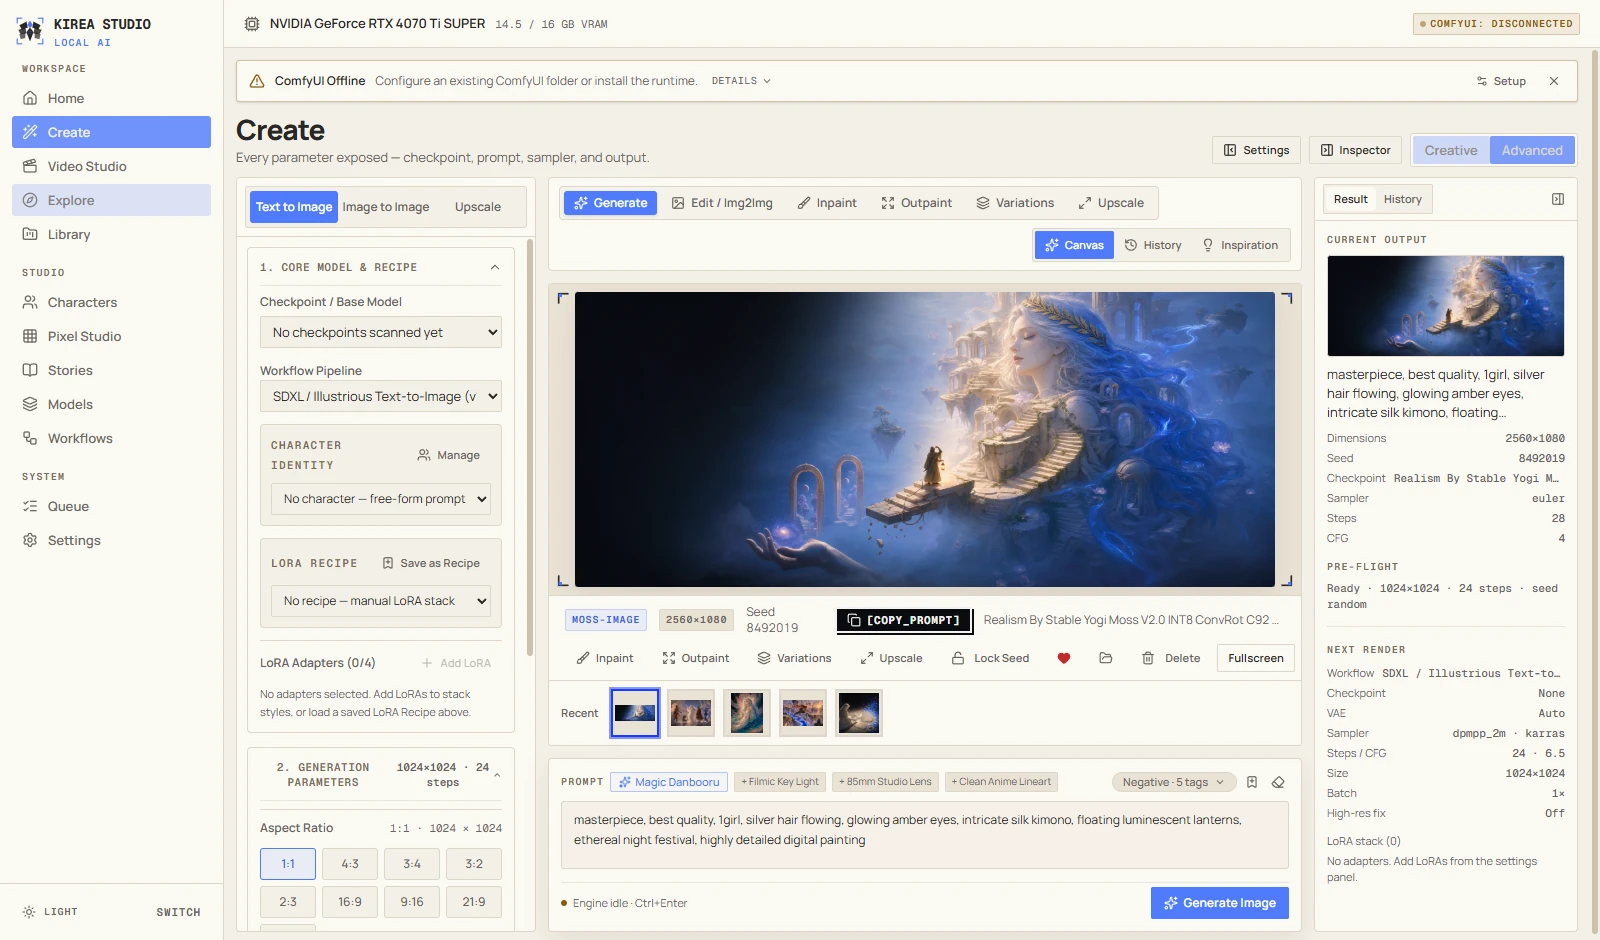 KIREA STUDIO
LOCAL AI
WORKSPACE
Home
Create
Video Studio
Explore
Library
STUDIO
Characters
Pixel Studio
Stories
Models
Workflows
SYSTEM
Queue
Settings
LIGHT
SWITCH
NVIDIA GeForce RTX 4070 Ti SUPER 14.5 / 16 GB VRAM
COMFYUI: DISCONNECTED
ComfyUI Offline Configure an existing ComfyUI folder or install the runtime. DETAILS
Setup
Create
Every parameter exposed — checkpoint, prompt, sampler, and output.
Settings
Inspector
Creative
Advanced
Text to Image
Image to Image
Upscale
1. CORE MODEL & RECIPE
Checkpoint / Base Model
No checkpoints scanned yet
Workflow Pipeline
SDXL / Illustrious Text-to-Image (v
CHARACTER
IDENTITY
Manage
No character — free-form prompt
LORA RECIPE
Save as Recipe
No recipe — manual LoRA stack
LoRA Adapters (0/4)
Add LoRA
No adapters selected. Add LoRAs to stack
styles, or load a saved LoRA Recipe above.
2. GENERATION
PARAMETERS
1024×1024 · 24
steps
Aspect Ratio
1:1 · 1024 × 1024
1:1
4:3
3:4
3:2
2:3
16:9
9:16
21:9
Generate
Edit / Img2Img
Inpaint
Outpaint
Variations
Upscale
Canvas
History
Inspiration
MOSS-IMAGE
2560×1080
Seed
8492019
[COPY_PROMPT]
Realism By Stable Yogi Moss V2.0 INT8 ConvRot C92 ...
Inpaint
Outpaint
Variations
Upscale
Lock Seed
Delete
Fullscreen
Recent
PROMPT
Magic Danbooru
+ Filmic Key Light
+ 85mm Studio Lens
+ Clean Anime Lineart
Negative · 5 tags
masterpiece, best quality, 1girl, silver hair flowing, glowing amber eyes, intricate silk kimono, floating luminescent lanterns,
ethereal night festival, highly detailed digital painting
Engine idle · Ctrl+Enter
Generate Image
Result
History
CURRENT OUTPUT
masterpiece, best quality, 1girl, silver
hair flowing, glowing amber eyes,
intricate silk kimono, floating...
Dimensions 2560×1080
Seed 8492019
Checkpoint Realism By Stable Yogi M...
Sampler euler
Steps 28
CFG 4
PRE-FLIGHT
Ready · 1024×1024 · 24 steps · seed
random
NEXT RENDER
Workflow SDXL / Illustrious Text-to...
Checkpoint None
VAE Auto
Sampler dpmpp_2m · karras
Steps / CFG 24 · 6.5
Size 1024×1024
Batch 1×
High-res fix Off
LoRA stack (0)
No adapters. Add LoRAs from the settings
panel.